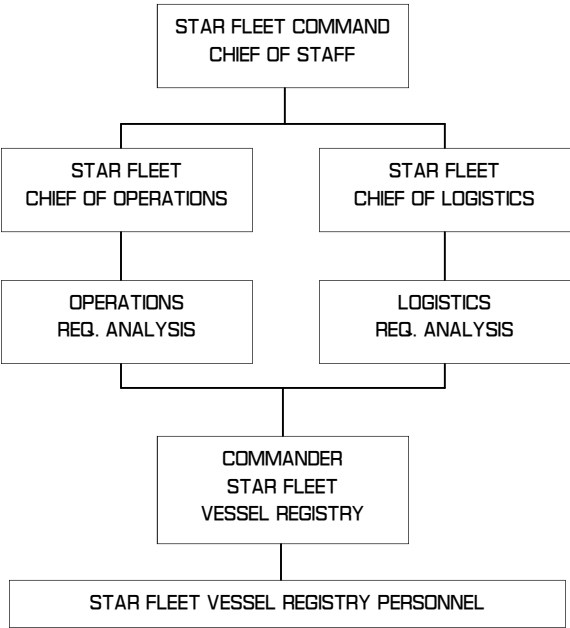 STAR FLEET COMMAND
CHIEF OF STAFF
STAR FLEET
CHIEF OF OPERATIONS
STAR FLEET
CHIEF OF LOGISTICS
OPERATIONS
REQ. ANALYSIS
LOGISTICS
REQ. ANALYSIS
COMMANDER
STAR FLEET
VESSEL REGISTRY
STAR FLEET VESSEL REGISTRY PERSONNEL